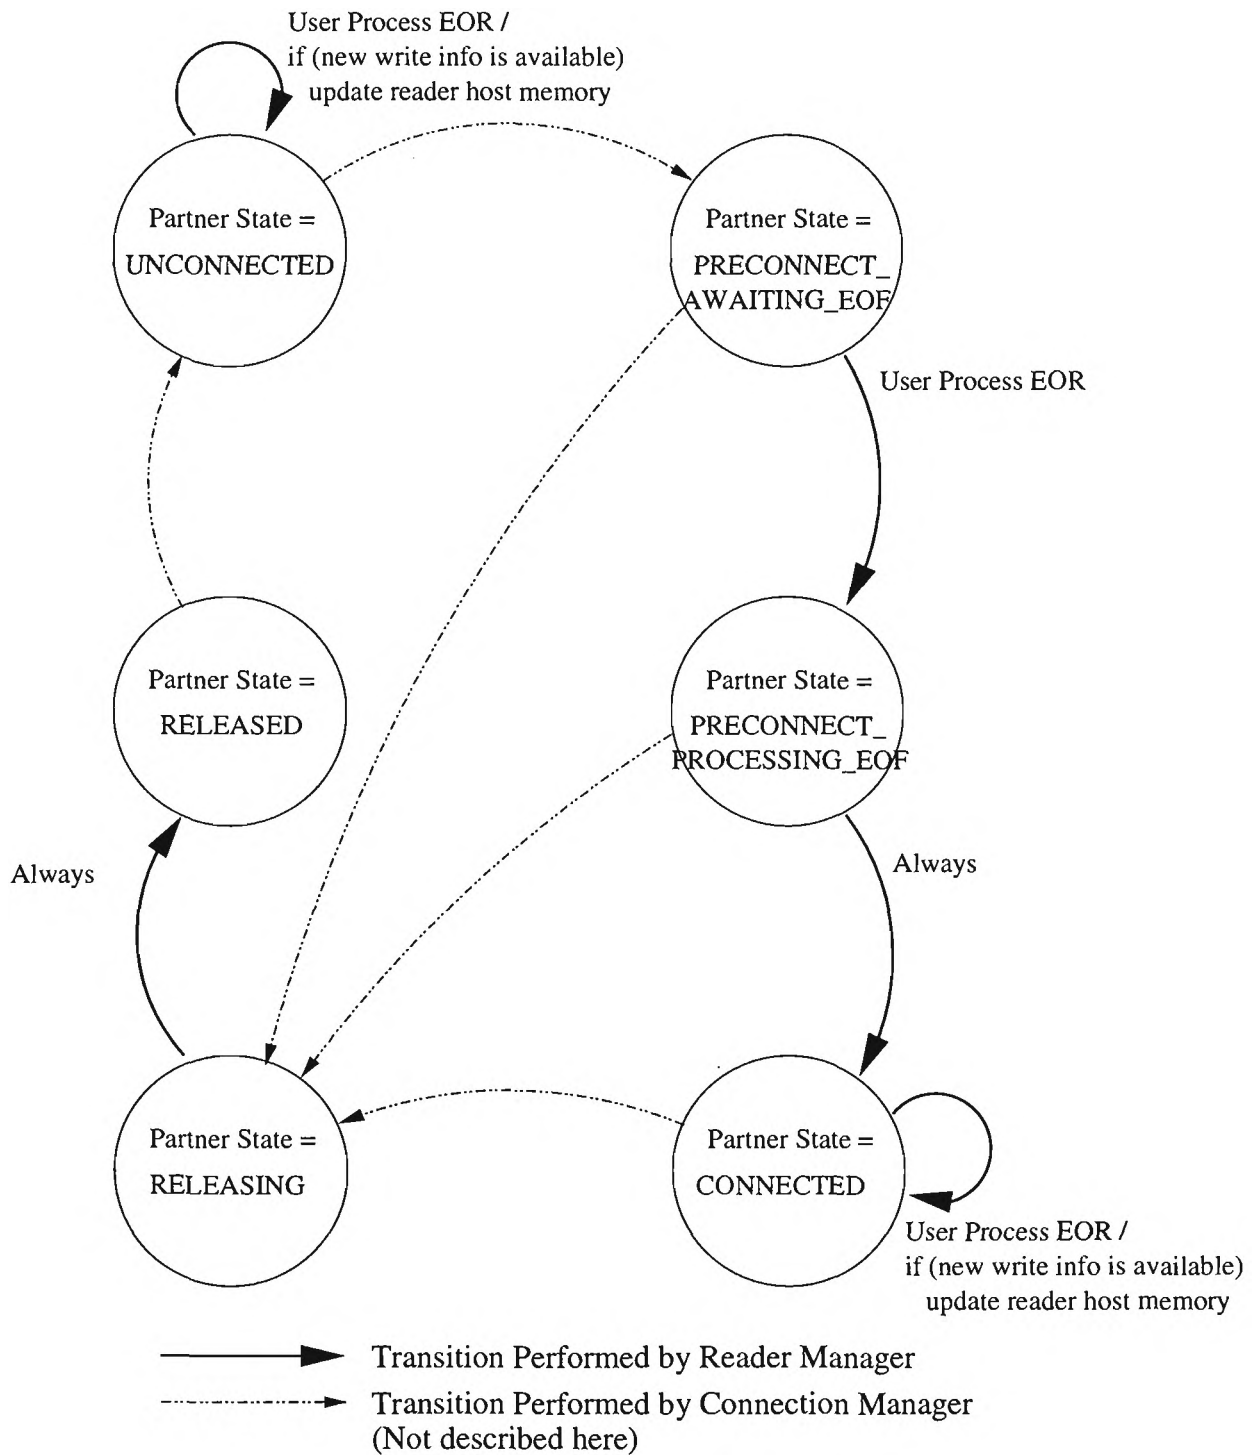 User Process EOR /
if (new write info is available)
update reader host memory
Partner State =
UNCONNECTED
Partner State =
PRECONNECT_
AWAITING_EOF
User Process EOR
Partner State =
RELEASED
Partner State =
PRECONNECT_
PROCESSING_EOF
Always
Always
Partner State =
RELEASING
Partner State =
CONNECTED
User Process EOR /
if (new write info is available)
update reader host memory
Transition Performed by Reader Manager
Transition Performed by Connection Manager
(Not described here)